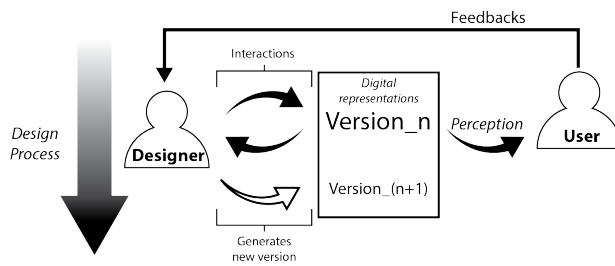 Feedbacks
Interactions
Digital
representations
Version_n
Perception
Design
Process
Designer
User
Version_(n+1)
Generates
new version